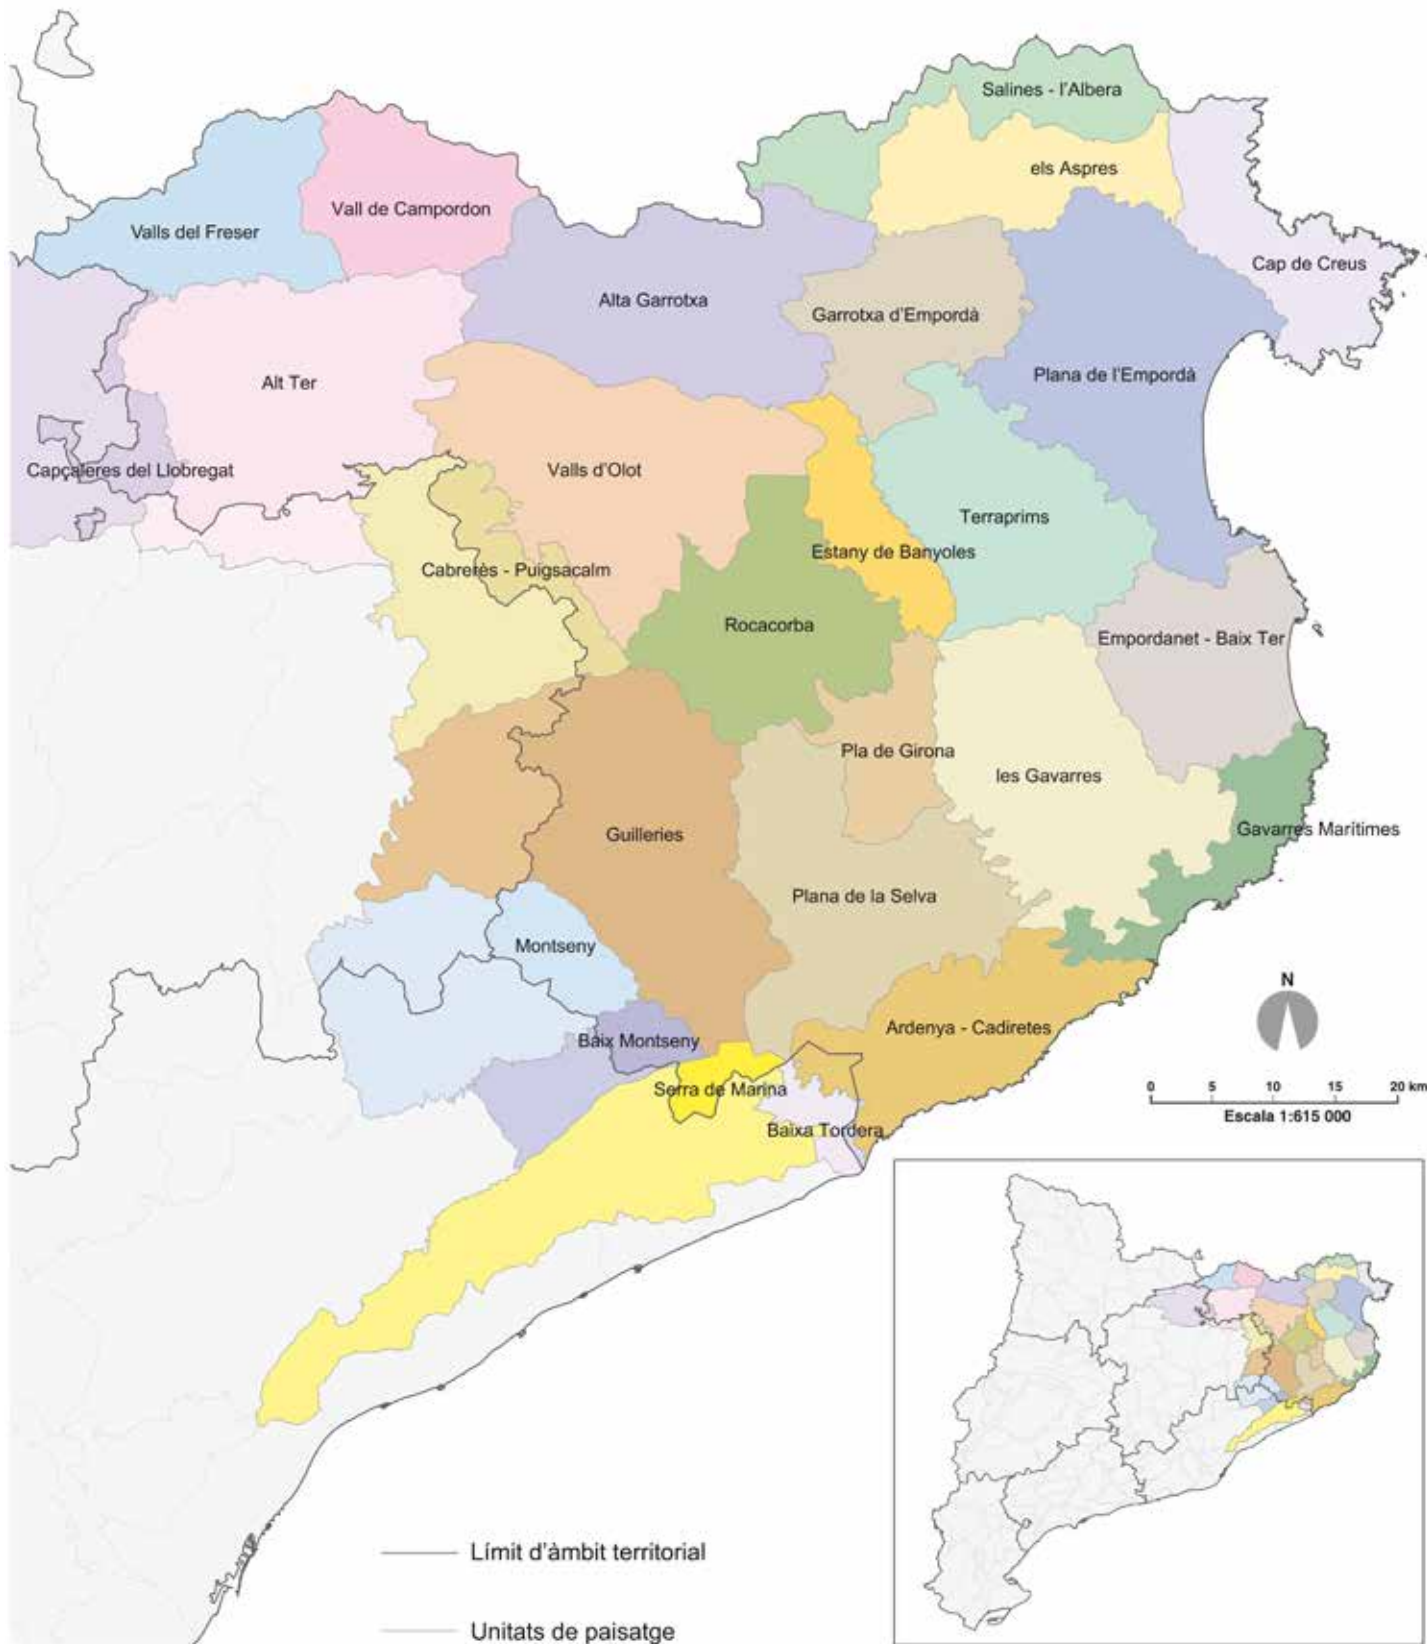 Salines - l'Albera
els Aspres
Vall de Campordon
Valls del Freser
Cap de Creus
Alta Garrotxa
Garrotxa d'Empordà
Plana de l'Empordà
Alt Ter
Capçaleres del Llobregat
Valls d'Olot
Terraprims
Estany de Banyoles
Cabrerès - Puigsacalm
Rocacorba
Empordanet - Baix Ter
Pla de Girona
les Gavarres
Guilleries
Gavarres Marítimes
Plana de la Selva
Montseny
N
Ardenya - Cadiretes
Baix Montseny
Serra de Marina
0 5 10 15 20 km
Escala 1:615 000
Baixa Tordera
Límit d'àmbit territorial
Unitats de paisatge